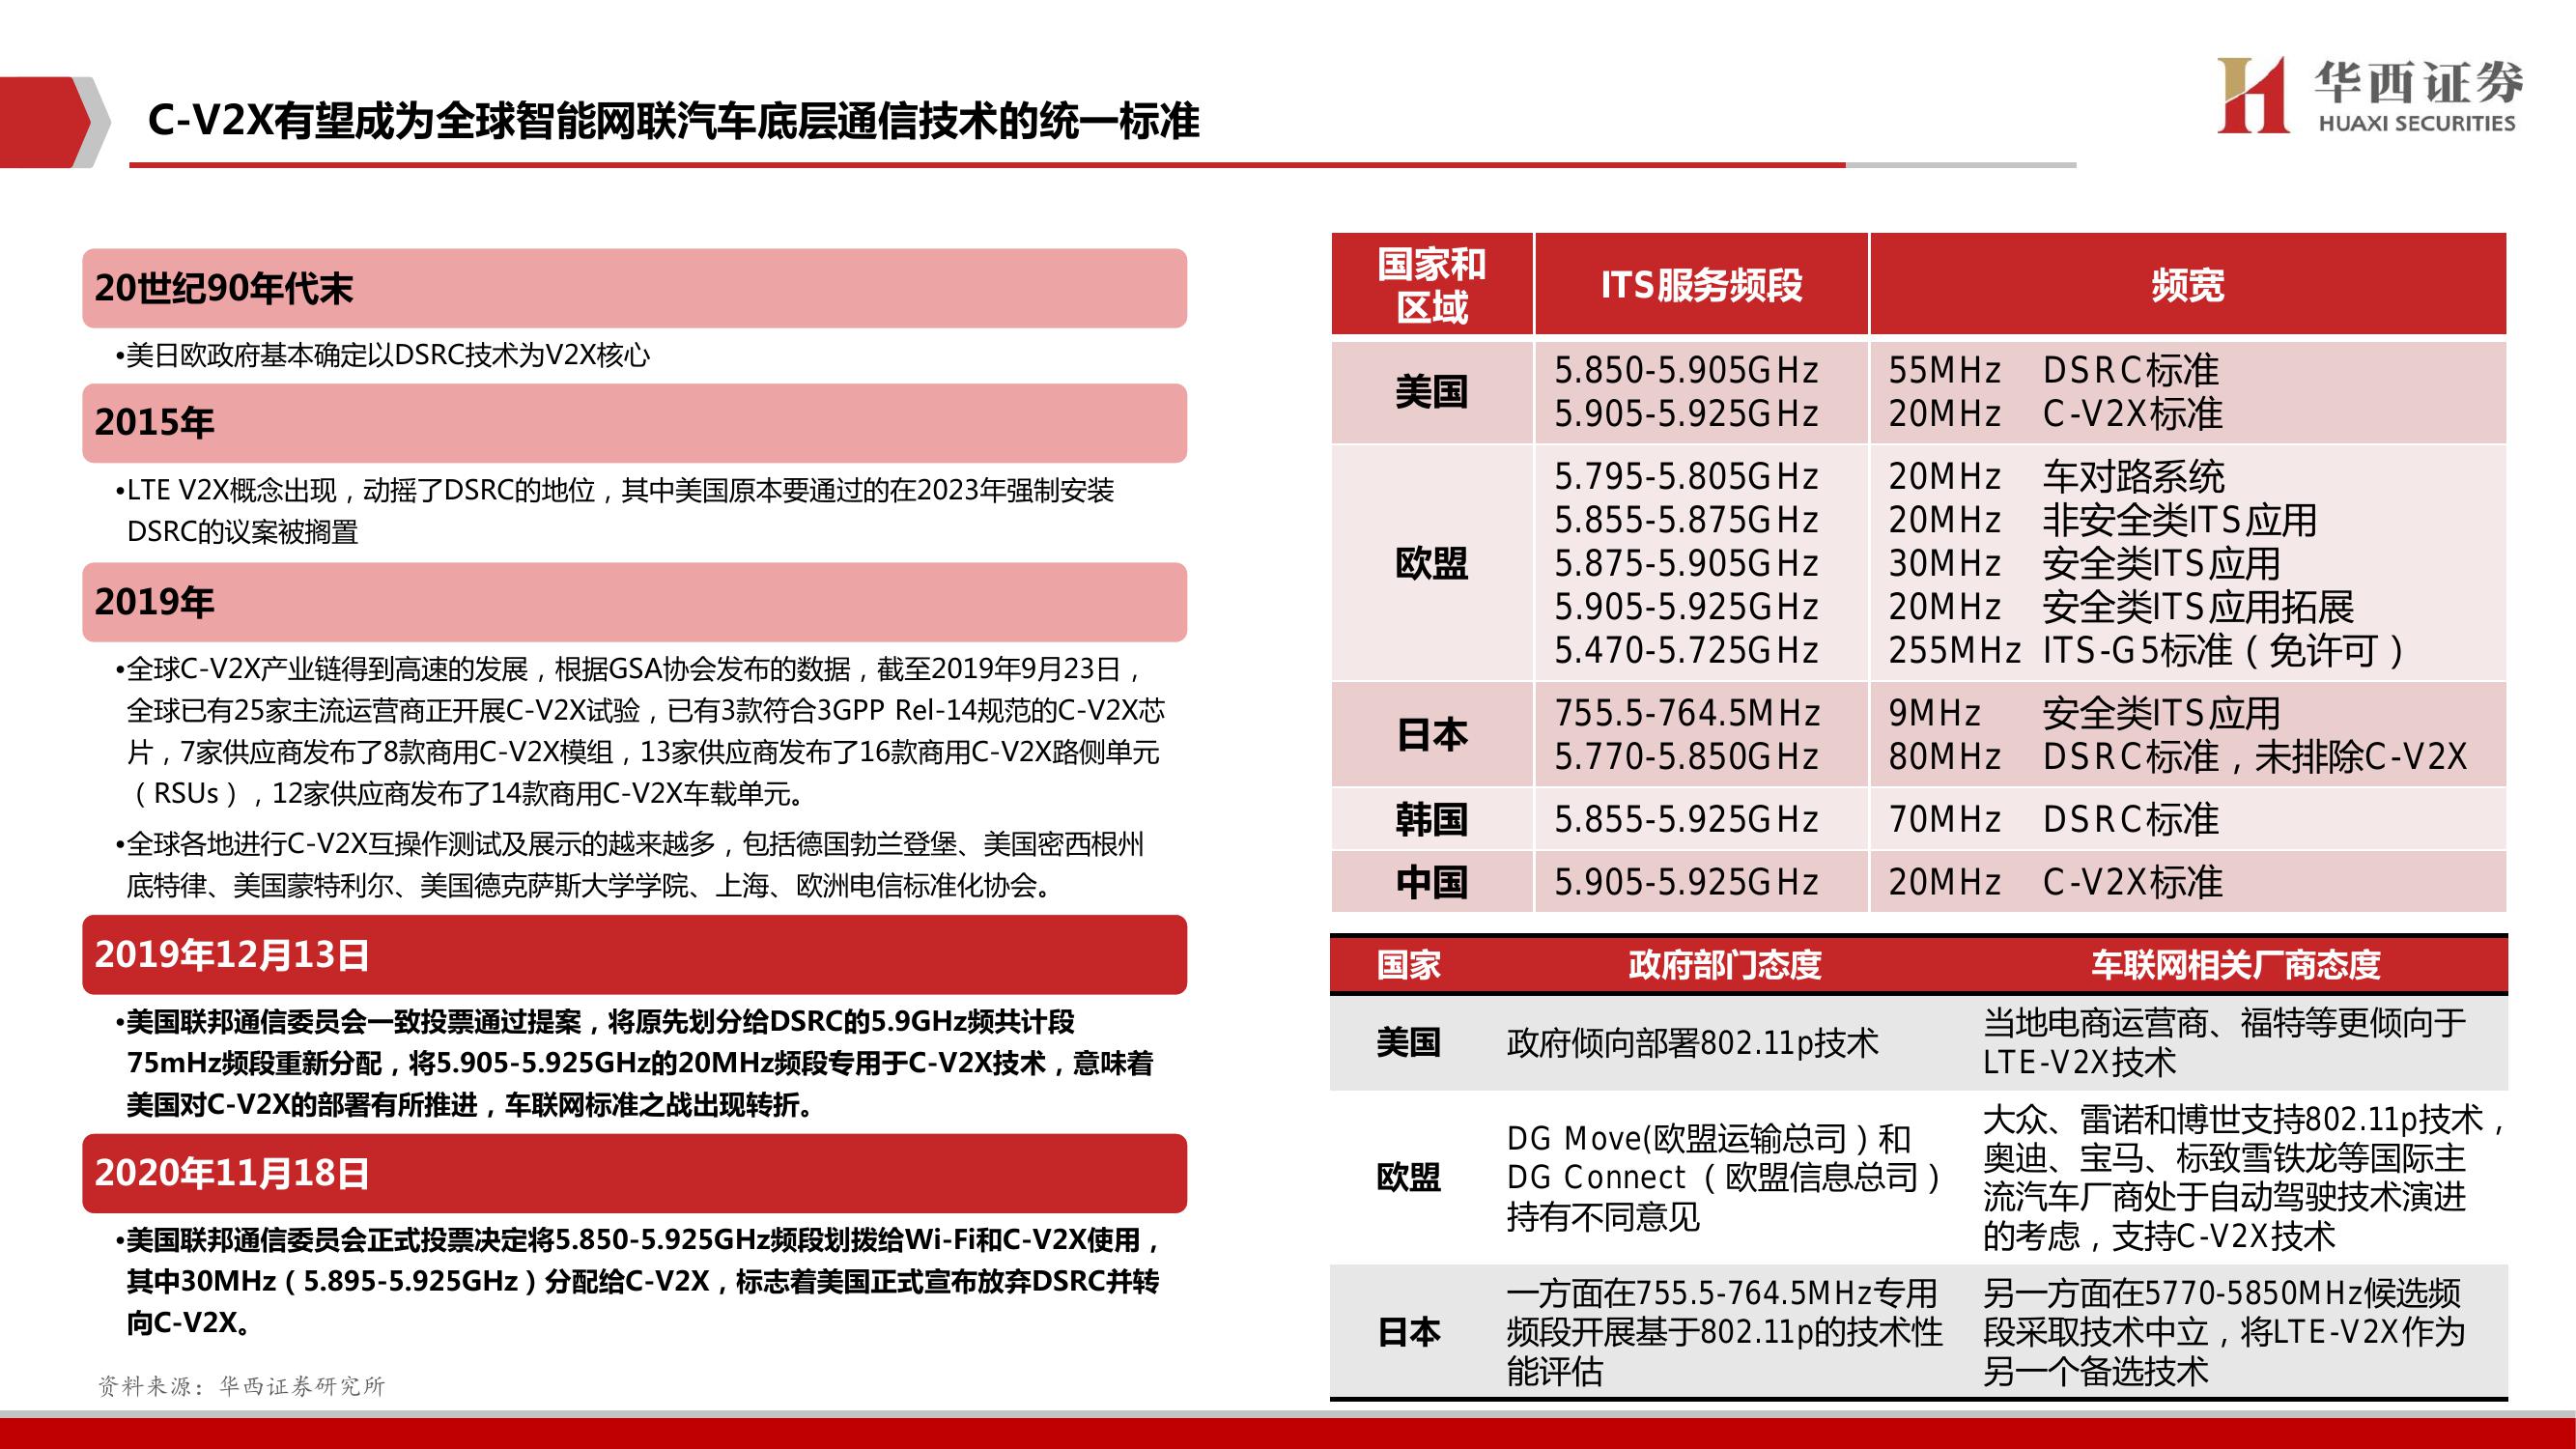 C-V2X有望成为全球智能网联汽车底层通信技术的统一标准
华西证券
HUAXI SECURITIES
20世纪90年代末
•美日欧政府基本确定以DSRC技术为V2X核心
2015年
•LTE V2X概念出现，动摇了DSRC的地位，其中美国原本要通过的在2023年强制安装
DSRC的议案被搁置
2019年
•全球C-V2X产业链得到高速的发展，根据GSA协会发布的数据，截至2019年9月23日，
全球已有25家主流运营商正开展C-V2X试验，已有3款符合3GPP Rel-14规范的C-V2X芯
片，7家供应商发布了8款商用C-V2X模组，13家供应商发布了16款商用C-V2X路侧单元
（RSUs），12家供应商发布了14款商用C-V2X车载单元。
•全球各地进行C-V2X互操作测试及展示的越来越多，包括德国勃兰登堡、美国密西根州
底特律、美国蒙特利尔、美国德克萨斯大学学院、上海、欧洲电信标准化协会。
2019年12月13日
•美国联邦通信委员会一致投票通过提案，将原先划分给DSRC的5.9GHz频共计段
75mHz频段重新分配，将5.905-5.925GHz的20MHz频段专用于C-V2X技术，意味着
美国对C-V2X的部署有所推进，车联网标准之战出现转折。
2020年11月18日
•美国联邦通信委员会正式投票决定将5.850-5.925GHz频段划拨给Wi-Fi和C-V2X使用，
其中30MHz（5.895-5.925GHz）分配给C-V2X，标志着美国正式宣布放弃DSRC并转
向C-V2X。
资料来源：华西证券研究所
国家和
区域
ITS服务频段
频宽
美国
5.850-5.905GHz 55MHz DSRC标准
5.905-5.925GHz 20MHz C-V2X标准
欧盟
5.795-5.805GHz 20MHz 车对路系统
5.855-5.875GHz 20MHz 非安全类ITS应用
5.875-5.905GHz 30MHz 安全类ITS应用
5.905-5.925GHz 20MHz 安全类ITS应用拓展
5.470-5.725GHz 255MHz ITS-G5标准（免许可）
日本
755.5-764.5MHz 9MHz 安全类ITS应用
5.770-5.850GHz 80MHz DSRC标准，未排除C-V2X
韩国 5.855-5.925GHz 70MHz DSRC标准
中国 5.905-5.925GHz 20MHz C-V2X标准
国家 政府部门态度 车联网相关厂商态度
美国
政府倾向部署802.11p技术
当地电商运营商、福特等更倾向于
LTE-V2X技术
欧盟
DG Move(欧盟运输总司）和
DG Connect（欧盟信息总司）
持有不同意见
大众、雷诺和博世支持802.11p技术，
奥迪、宝马、标致雪铁龙等国际主
流汽车厂商处于自动驾驶技术演进
的考虑，支持C-V2X技术
日本
一方面在755.5-764.5MHz专用
频段开展基于802.11p的技术性
能评估
另一方面在5770-5850MHz候选频
段采取技术中立，将LTE-V2X作为
另一个备选技术